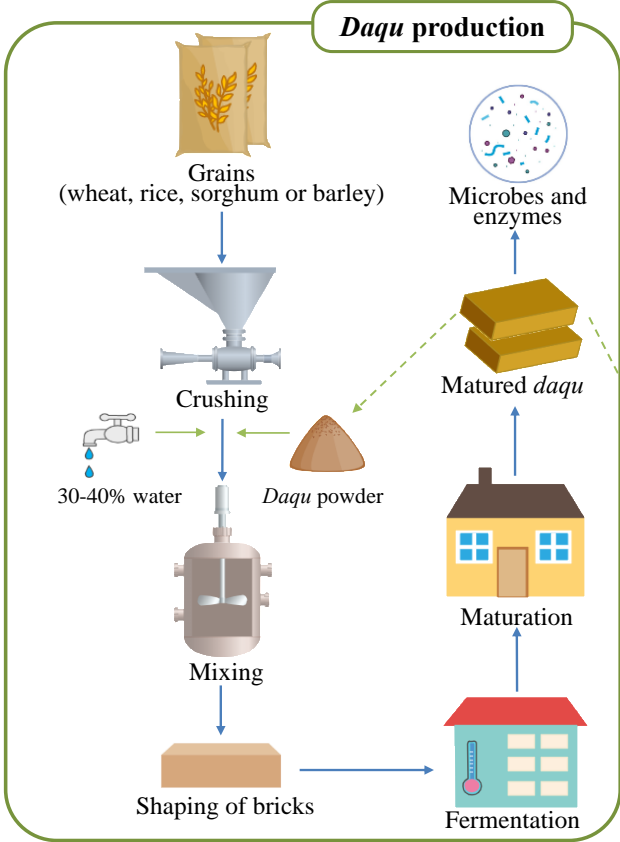 Daqu production
Grains
(wheat, rice, sorghum or barley)
Crushing
30-40% water
Daqu powder
Mixing
Shaping of bricks
Fermentation
Maturation
Matured daqu
Microbes and
enzymes